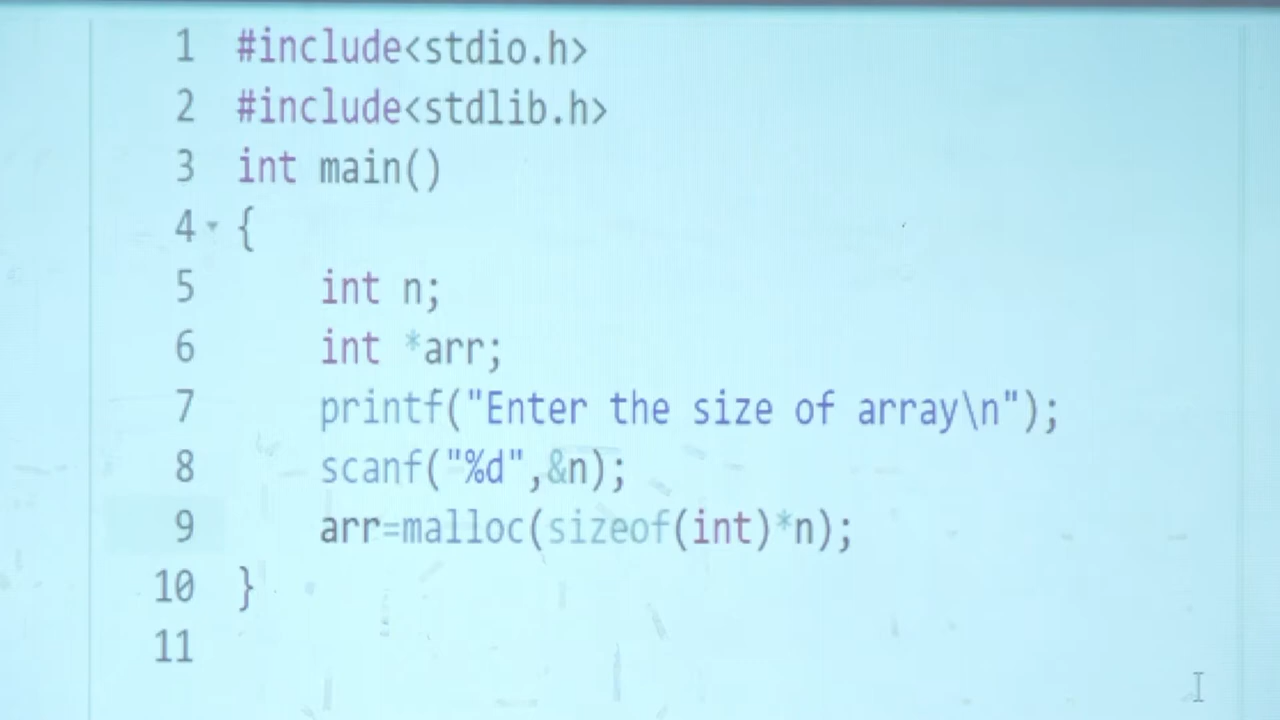 1 #include<stdio.h>
2 #include<stdlib.h>
3 int main()
4 {
5 int n;
6 int *arr;
7 printf("Enter the size of array\n");
8 scanf("%d",&n);
9 arr=malloc(sizeof(int)*n);
10 }
11